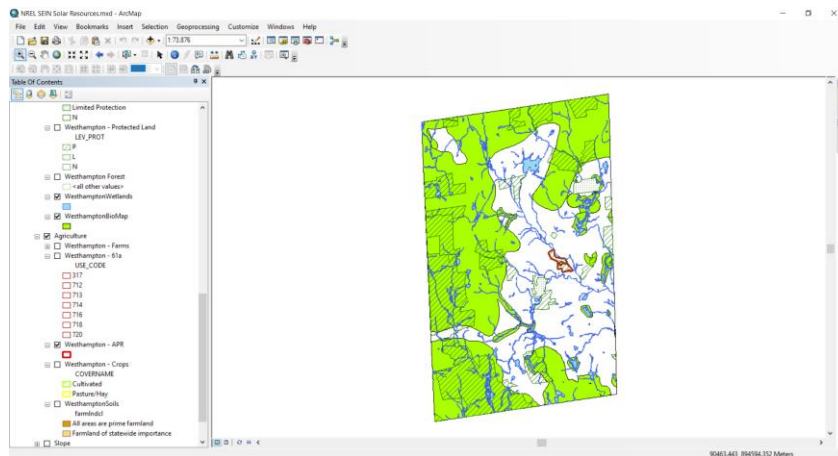 NREL SEIN Solar Resources.mxd - ArcMap
File Edit View Bookmarks Insert Selection Geoprocessing Customize Windows Help
1:73,876
Table Of Contents
Limited Protection
N
Westhampton - Protected Land
LEV_PROT
P
L
N
Westhampton Forest
<all other values>
WesthamptonWetlands
WesthamptonBioMap
Agriculture
Westhampton - Farms
Westhampton - 61a
USE_CODE
317
712
713
714
716
718
720
Westhampton - APR
Westhampton - Crops
COVERNAME
Cultivated
Pasture/Hay
WesthamptonSoils
farmlndcl
All areas are prime farmland
Farmland of statewide importance
Slope
90463.443 894594.352 Meters